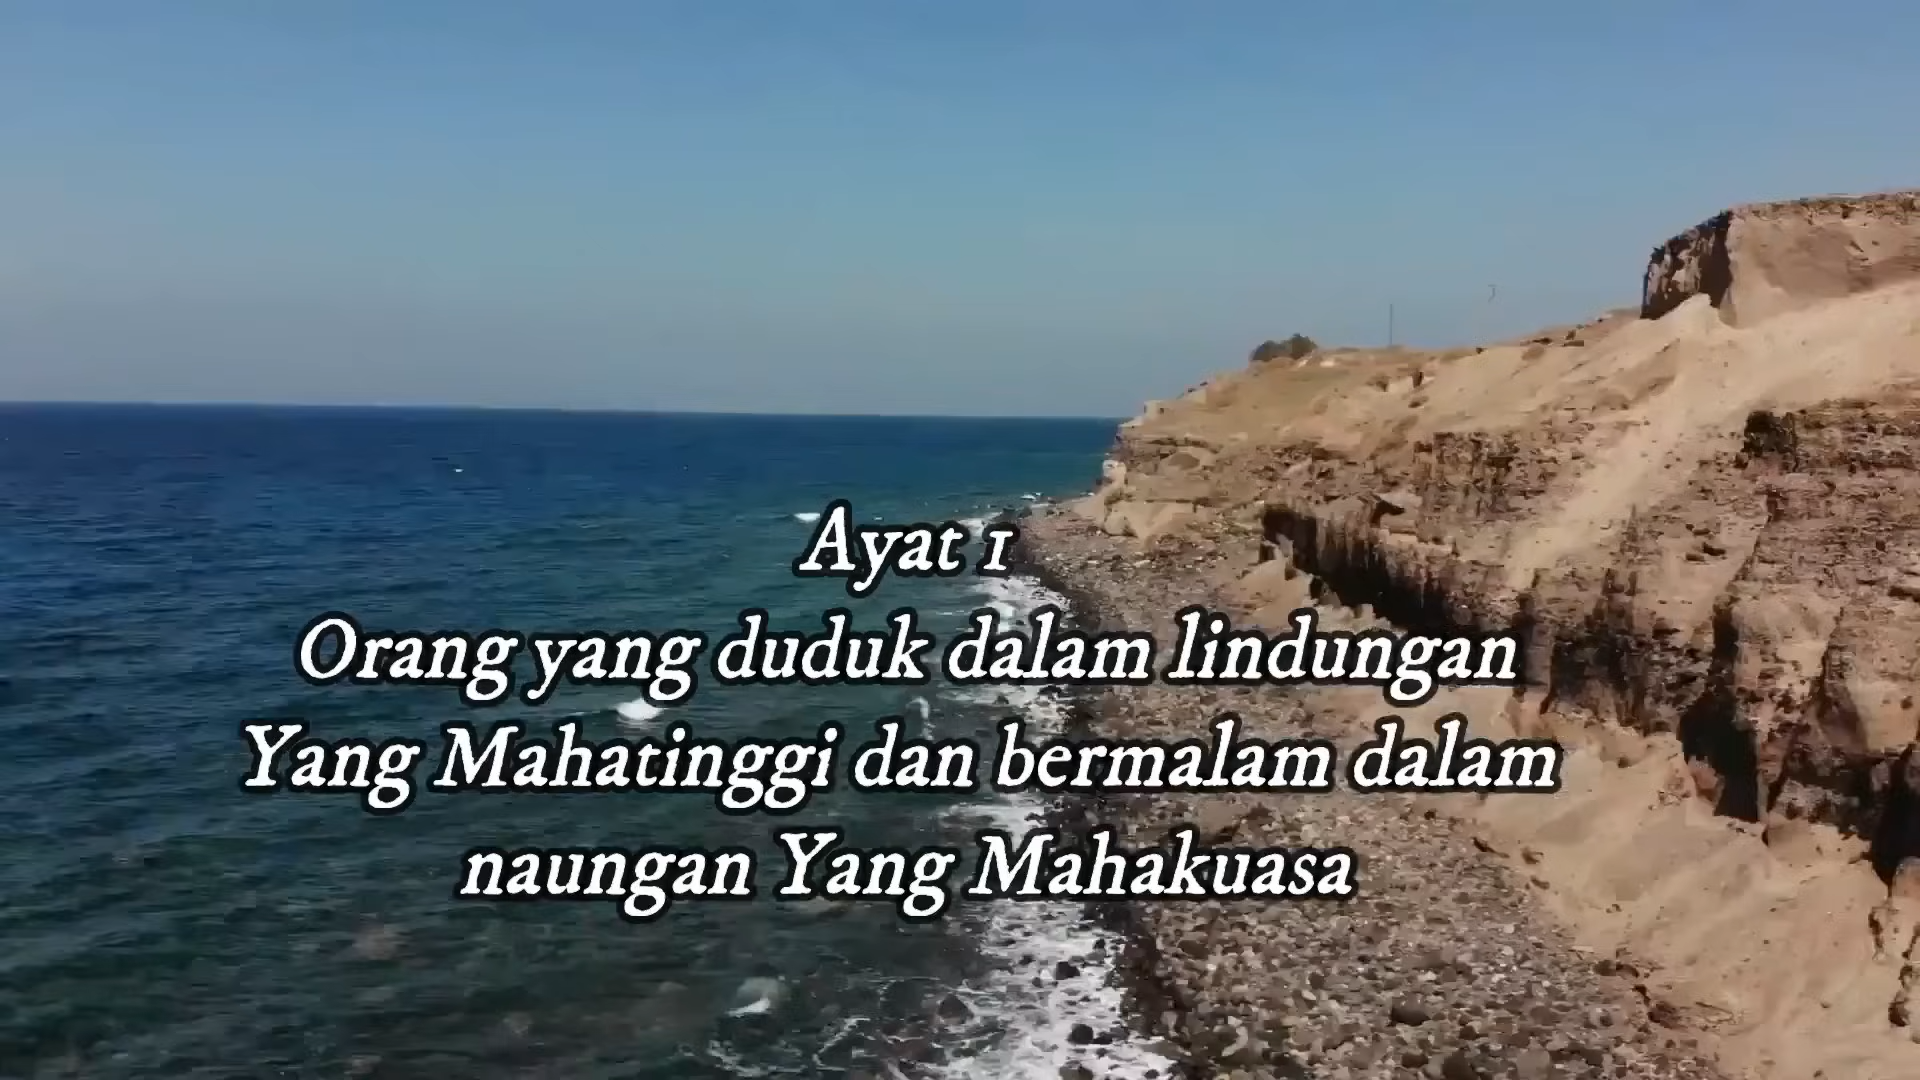 Ayat 1
Orang yang duduk dalam lindungan
Yang Mahatinggi dan bermalam dalam
naungan Yang Mahakuasa